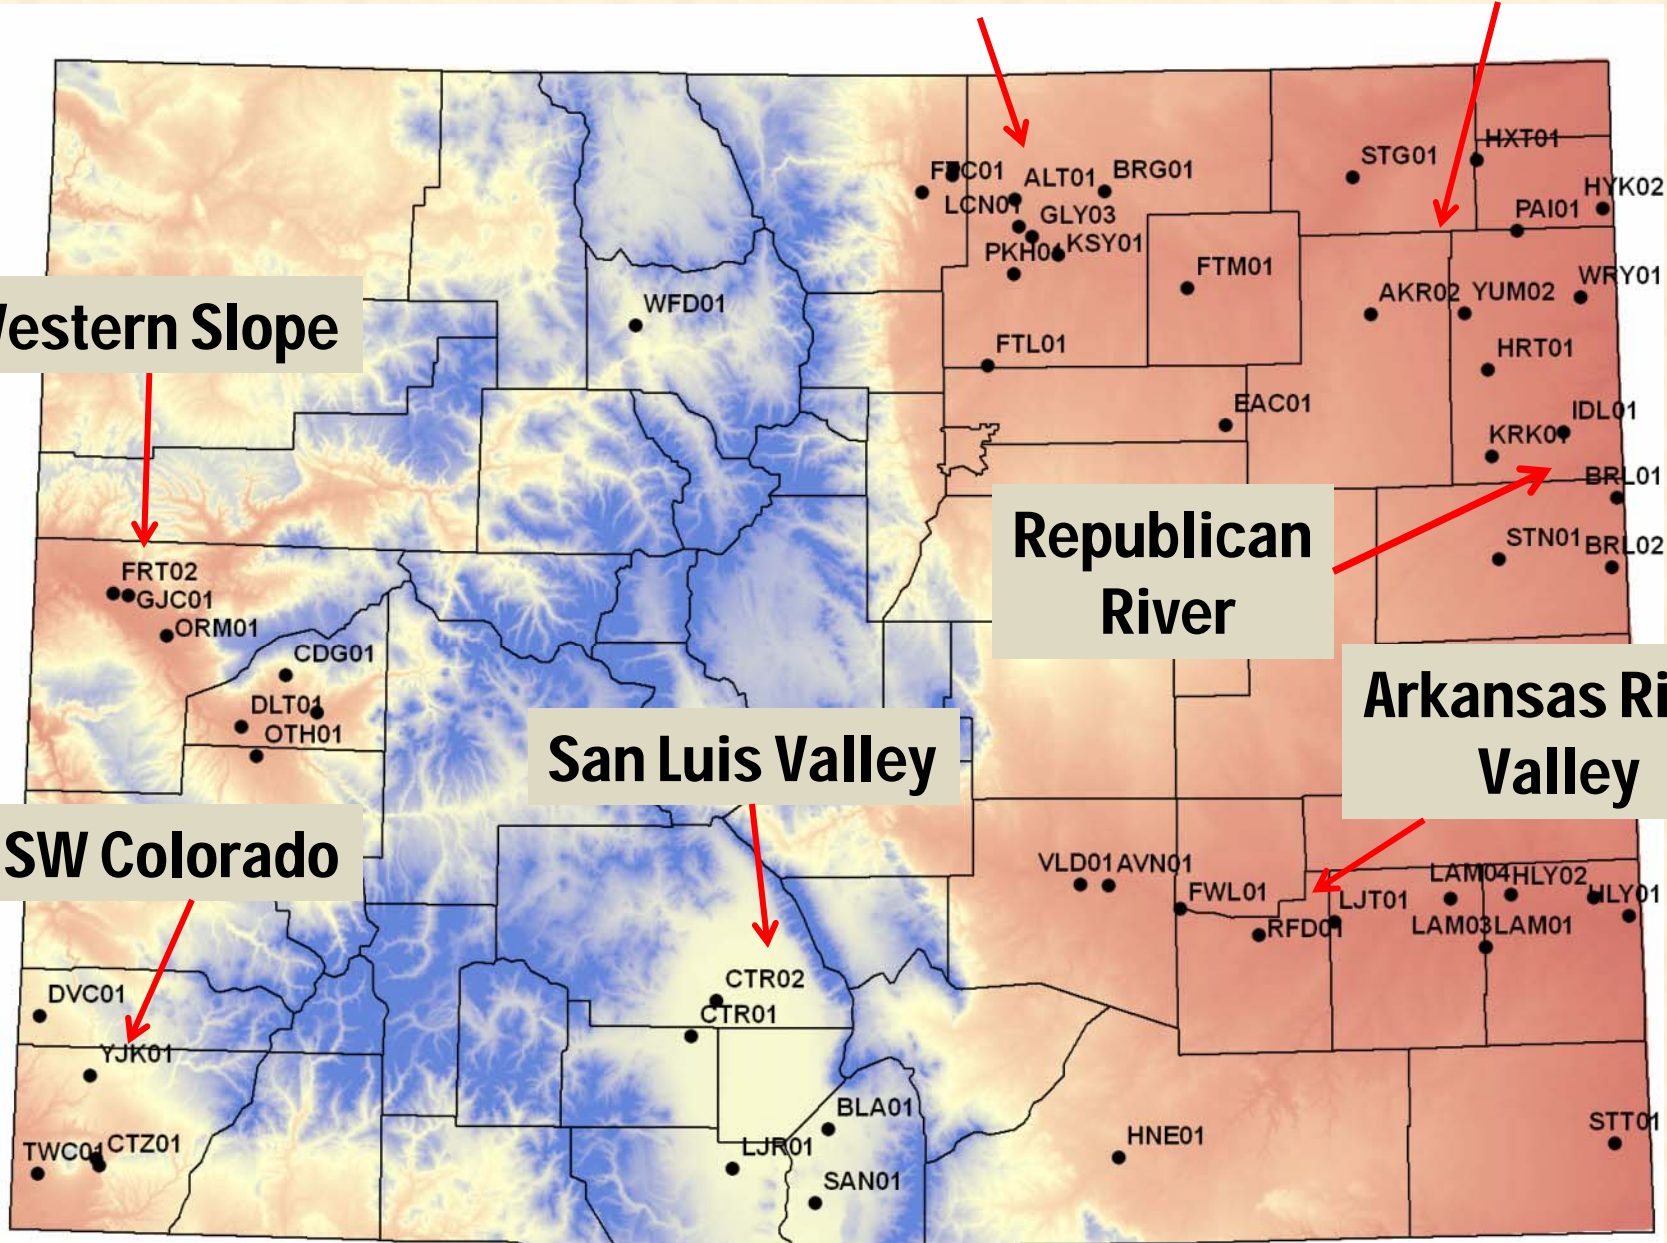 HXT01
STG01
FTC01
ALT01
BRG01
HYK02
LCN01
GLY03
PAI01
PKH01
KSY01
FTM01
WRY01
WFD01
AKR02
YUM02
Western Slope
FTL01
HRT01
EAC01
IDL01
KRK01
BRL01
Republican
River
STN01
BRL02
FRT02
GJC01
ORM01
CDG01
DLT01
OTH01
San Luis Valley
Arkansas Ri
Valley
SW Colorado
VLD01
AVN01
FWL01
LJT01
LAM04
HLY02
HLY01
RFD01
LAM03
LAM01
CTR02
DVC01
CTR01
YJK01
BLA01
HNE01
STT01
TWC01
CTZ01
LJR01
SAN01